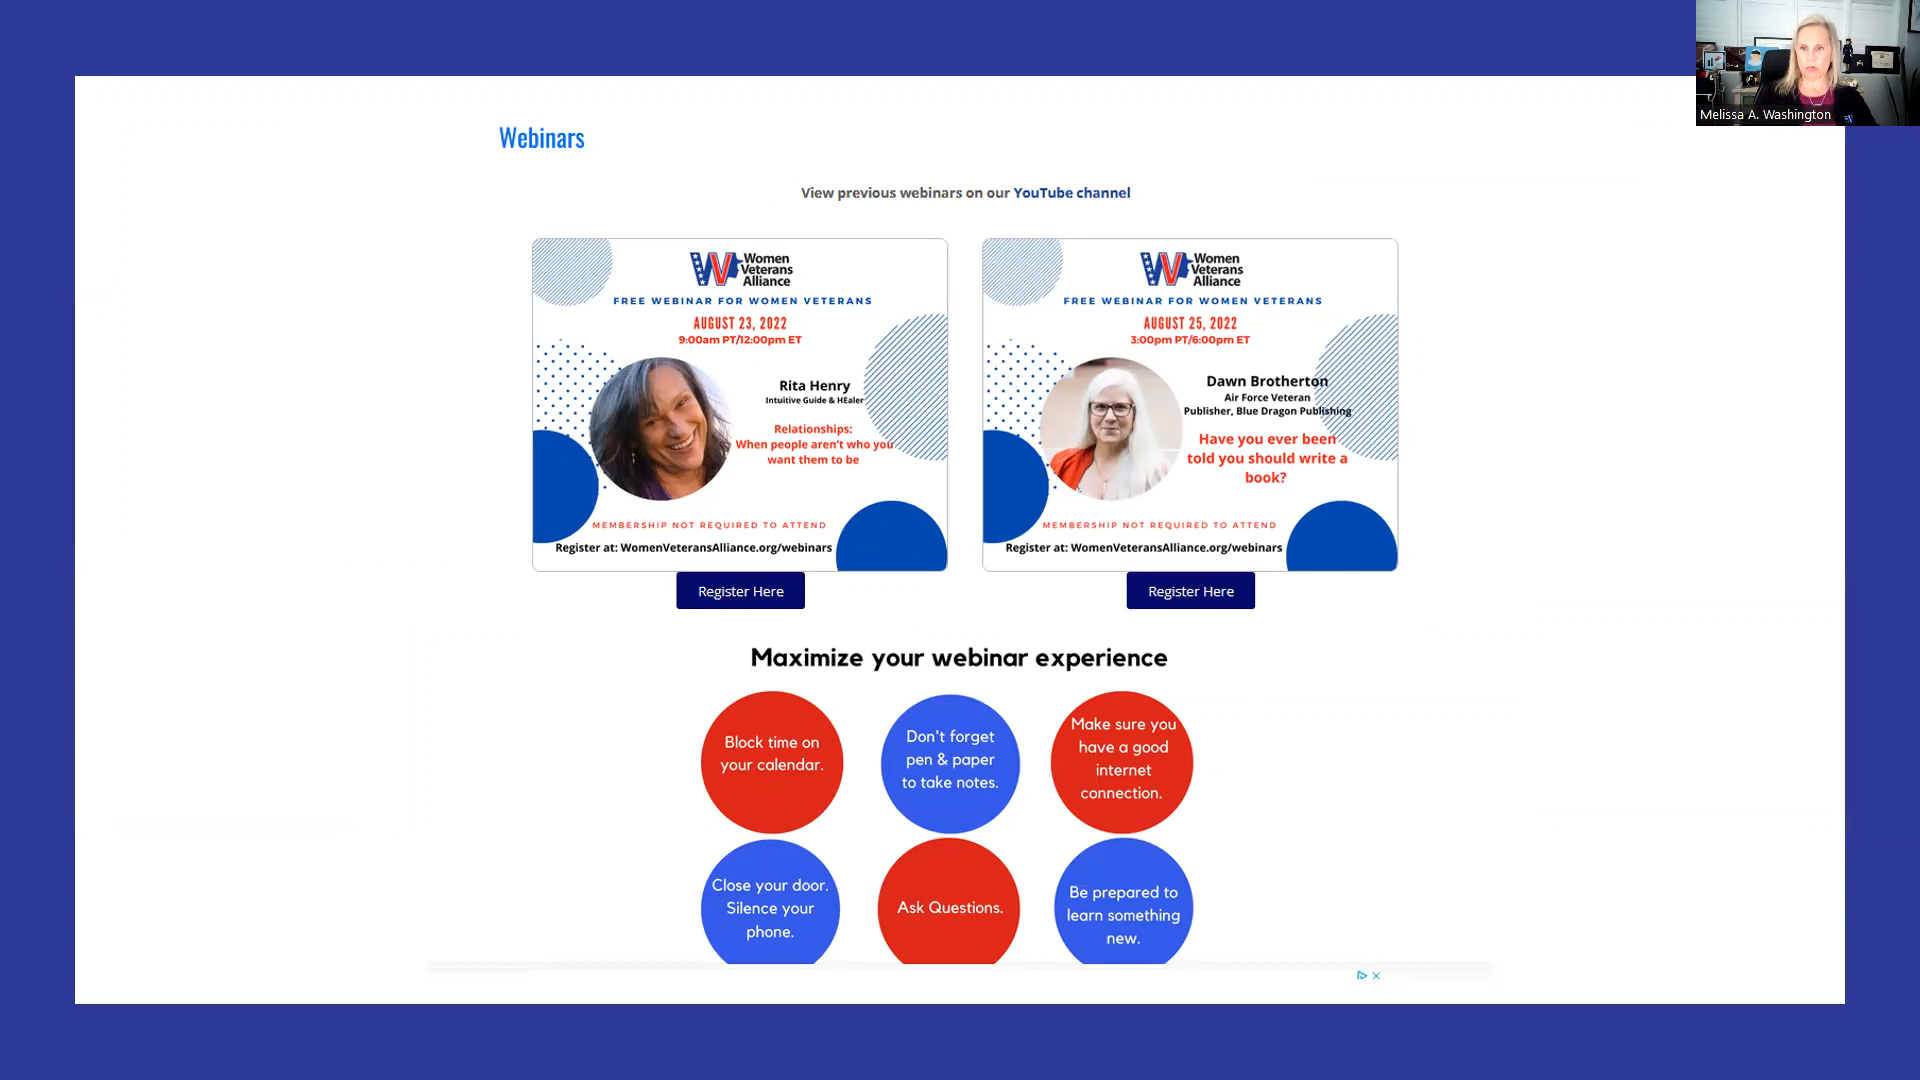 Melissa A. Washington
Webinars
View previous webinars on our YouTube channel
Women
Veterans
Alliance
FREE WEBINAR FOR WOMEN VETERANS
AUGUST 23, 2022
9:00am PT/12:00pm ET
Rita Henry
Intuitive Guide & HEaler
Relationships:
When people aren't who you
want them to be
MEMBERSHIP NOT REQUIRED TO ATTEND
Register at: WomenVeteransAlliance.org/webinars
Register Here
Women
Veterans
Alliance
FREE WEBINAR FOR WOMEN VETERANS
AUGUST 25, 2022
3:00pm PT/6:00pm ET
Dawn Brotherton
Air Force Veteran
Publisher, Blue Dragon Publishing
Have you ever been
told you should write a
book?
MEMBERSHIP NOT REQUIRED TO ATTEND
Register at: WomenVeteransAlliance.org/webinars
Register Here
Maximize your webinar experience
Block time on
your calendar.
Don't forget
pen & paper
to take notes.
Make sure you
have a good
internet
connection.
Close your door.
Silence your
phone.
Ask Questions.
Be prepared to
learn something
new.